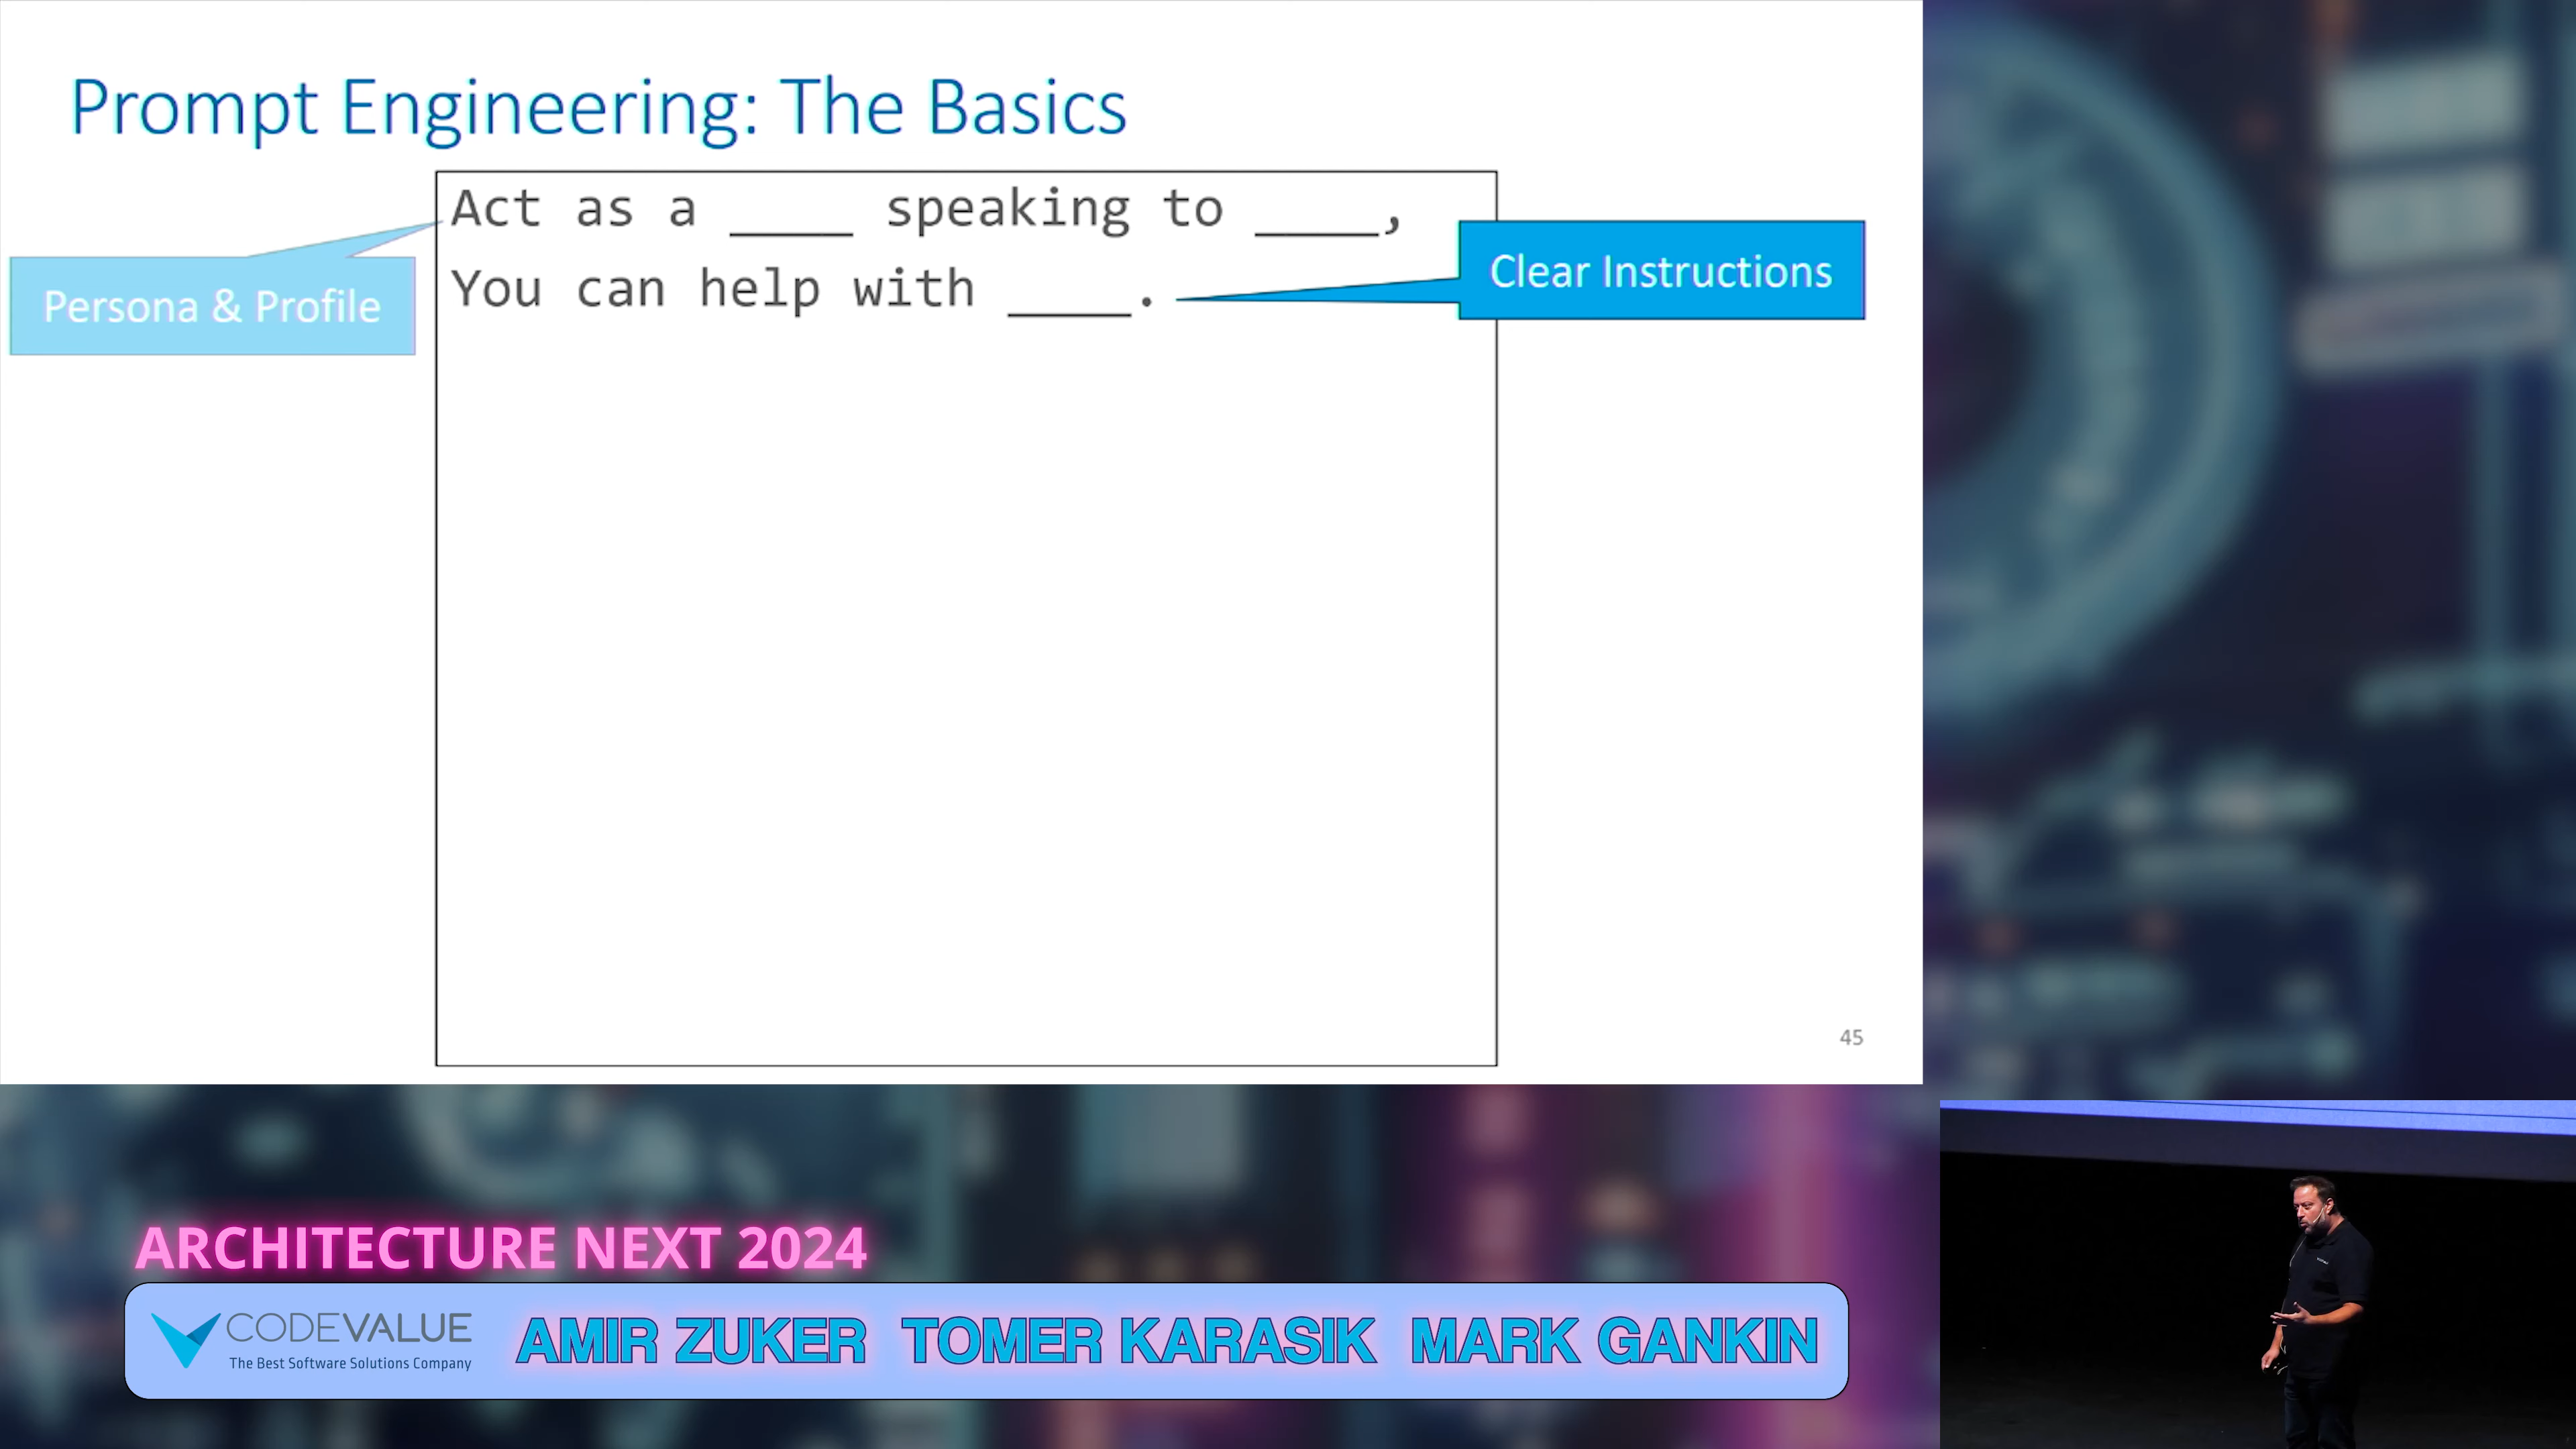 Prompt Engineering: The Basics
Act as a ____ speaking to ____,
Persona & Profile
You can help with ____.
Clear Instructions
45
ARCHITECTURE NEXT 2024
CODEVALUE
The Best Software Solutions Company
AMIR ZUKER TOMER KARASIK MARK GANKIN